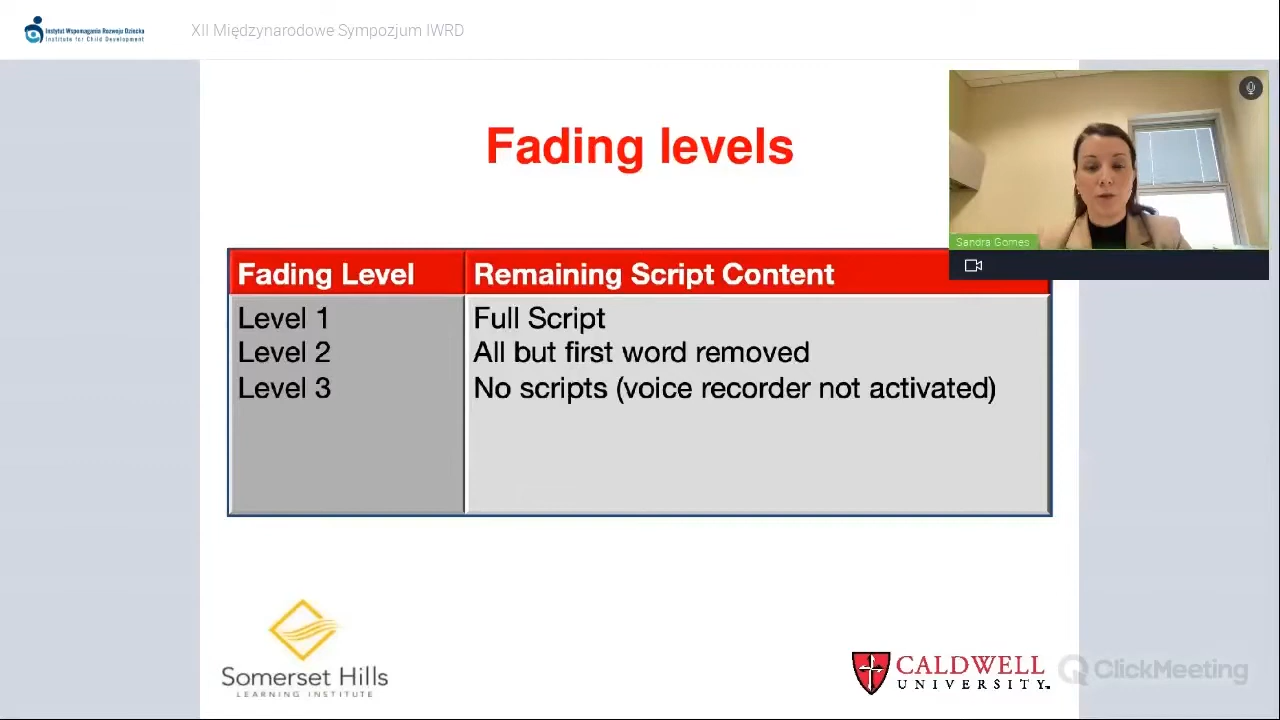 Instytut Wspomagania Rozwoju Dziecka
Institute for Child Development
XII Międzynarodowe Sympozjum IWRD
Fading levels
Sandra Gomes
Fading Level
Remaining Script Content
Level 1
Full Script
Level 2
All but first word removed
Level 3
No scripts (voice recorder not activated)
Somerset Hills
LEARNING INSTITUTE
CALDWELL
UNIVERSITY™
ClickMeeting